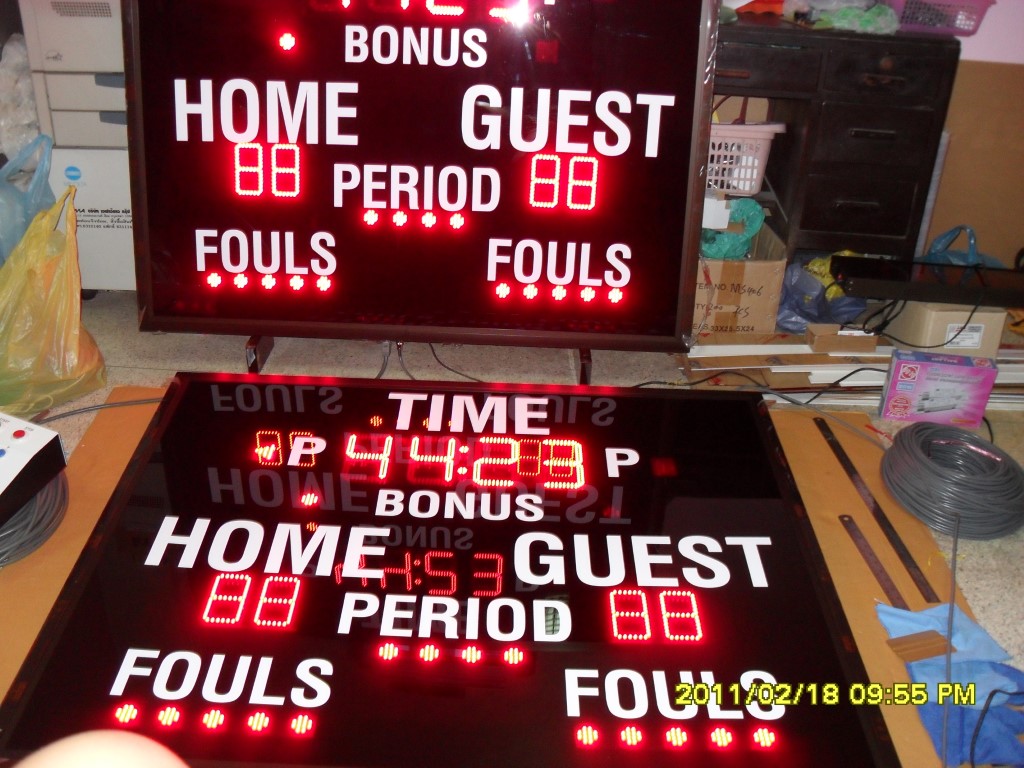 BONUS
HOME GUEST
88 PERIOD 88
FOULS FOULS
TIME
P 44:23 P
BONUS
HOME GUEST
88 PERIOD 88
FOULS FOULS
2011/02/18 09:55 PM